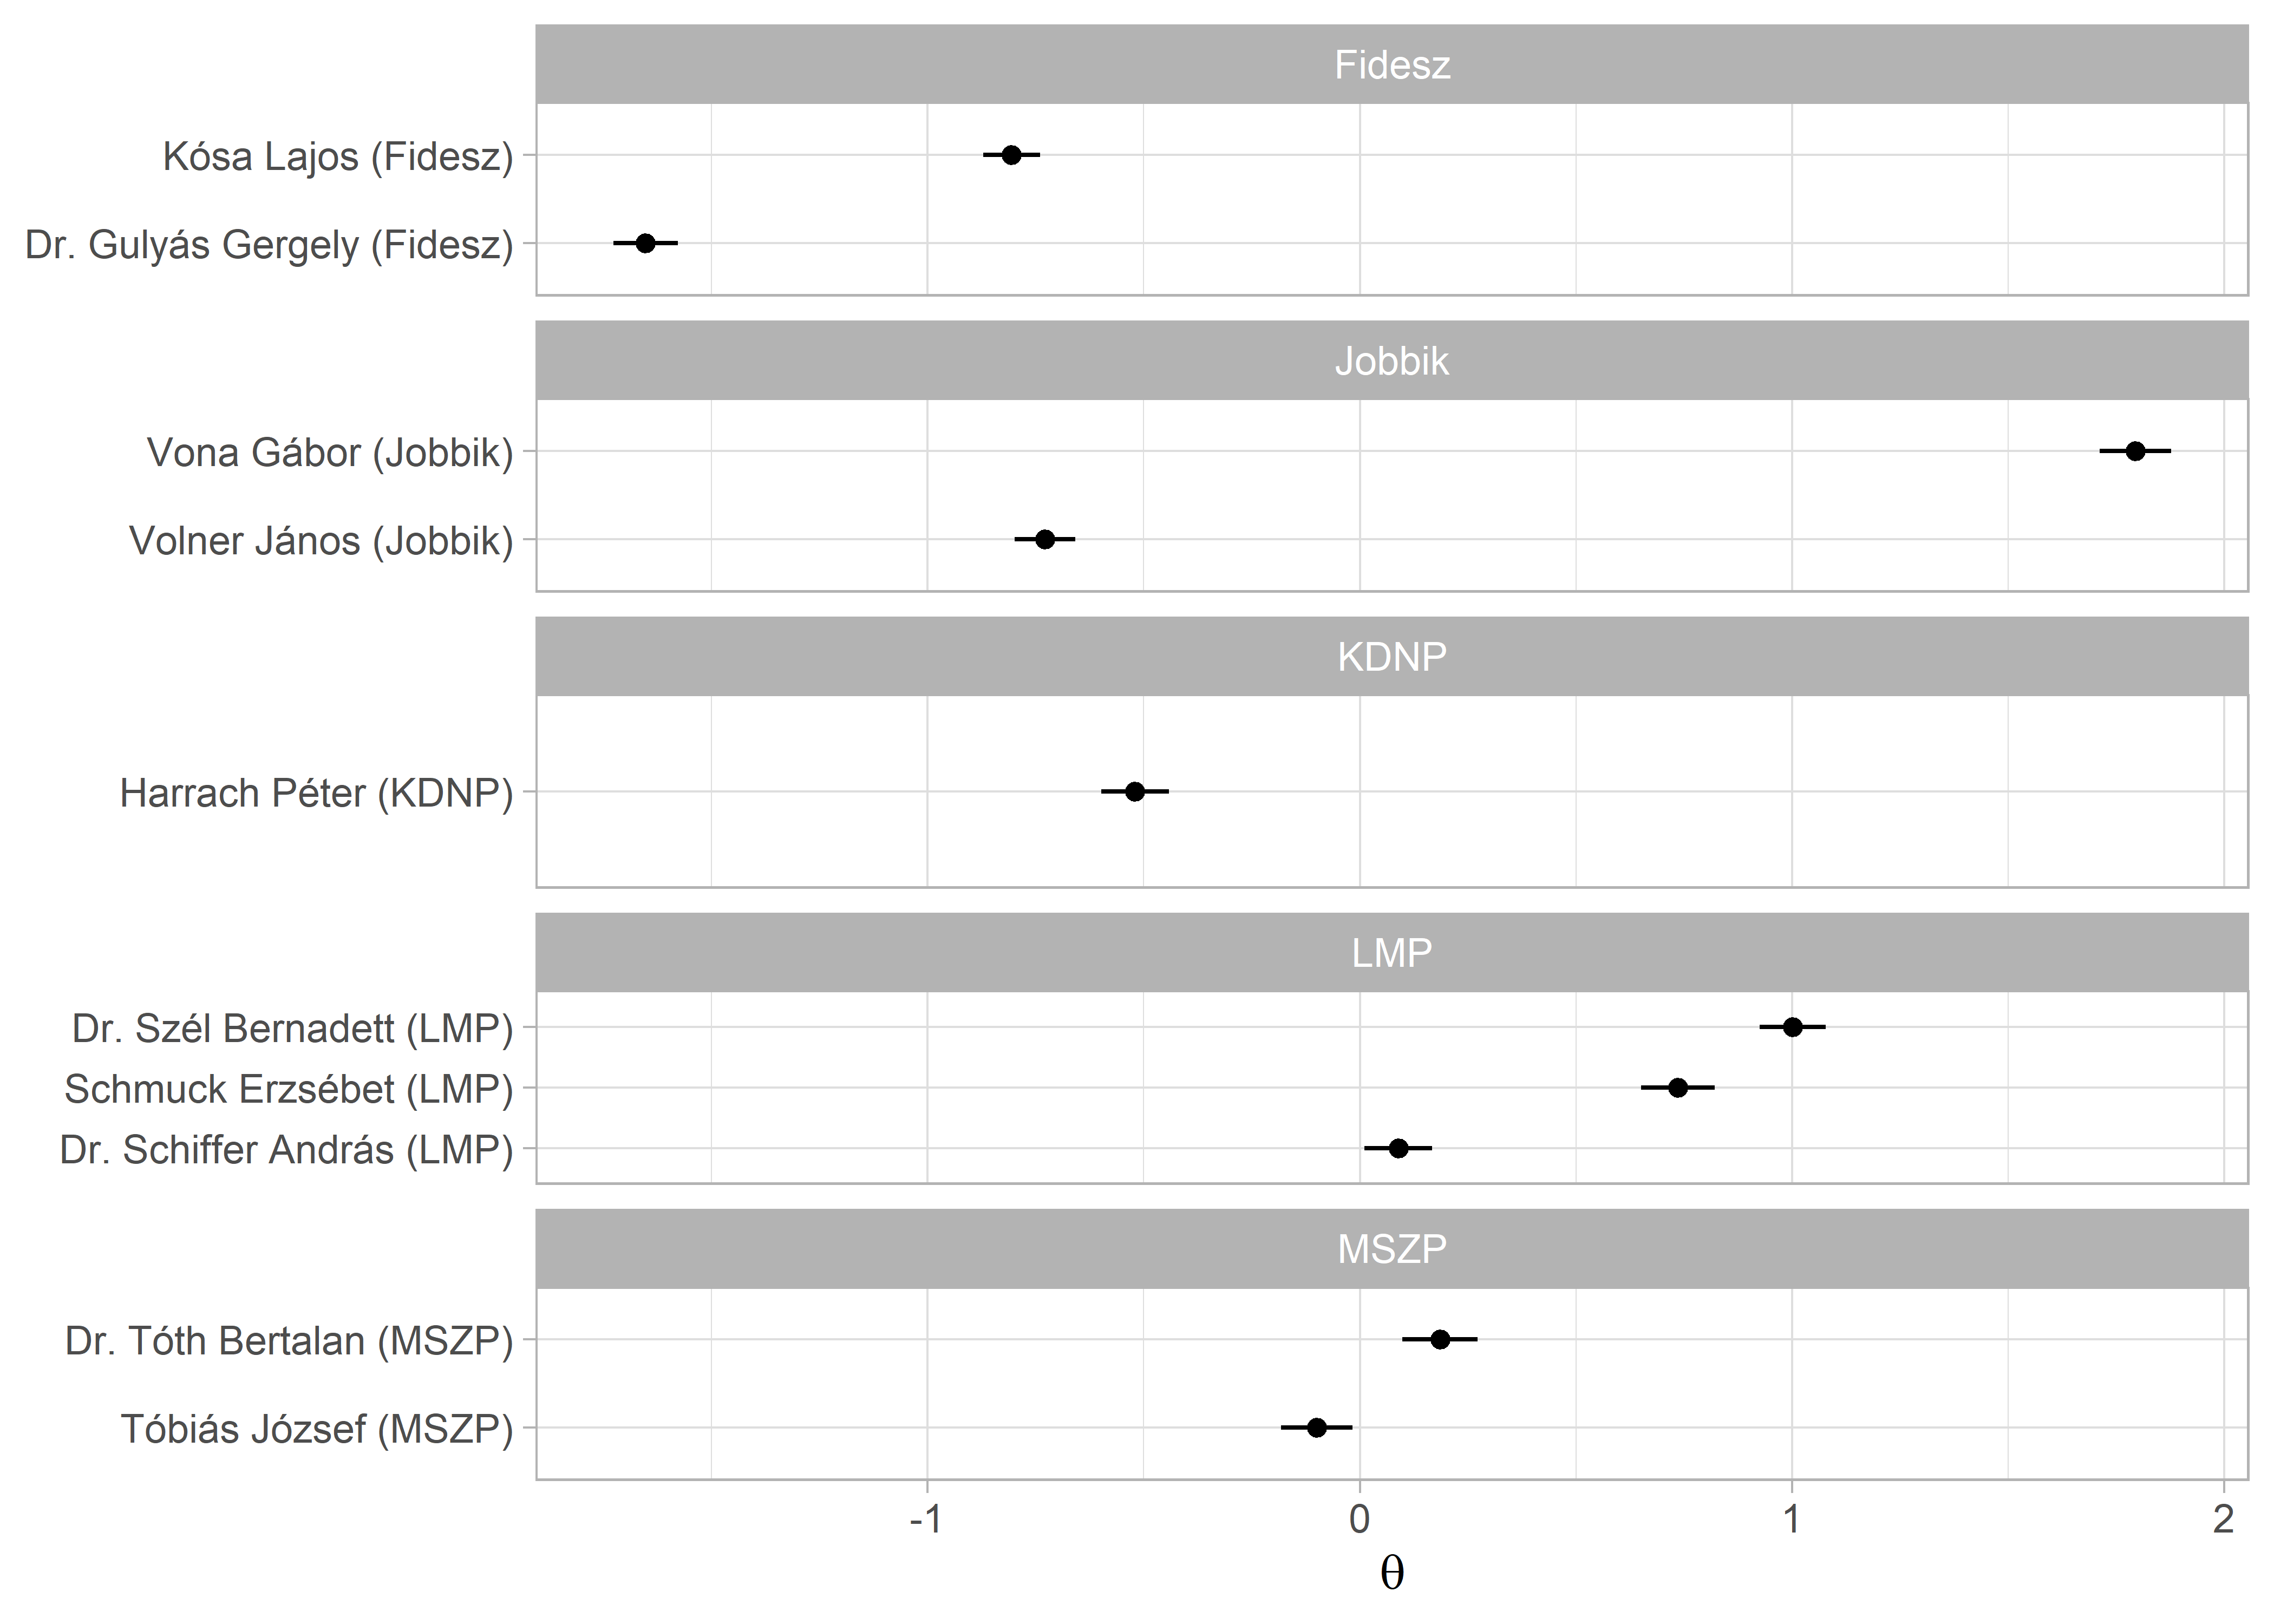 Fidesz
Kósa Lajos (Fidesz)
Dr. Gulyás Gergely (Fidesz)
Jobbik
Vona Gábor (Jobbik)
Volner János (Jobbik)
KDNP
Harrach Péter (KDNP)
LMP
Dr. Szél Bernadett (LMP)
Schmuck Erzsébet (LMP)
Dr. Schiffer András (LMP)
MSZP
Dr. Tóth Bertalan (MSZP)
Tóbiás József (MSZP)
-1 0 1 2
θ